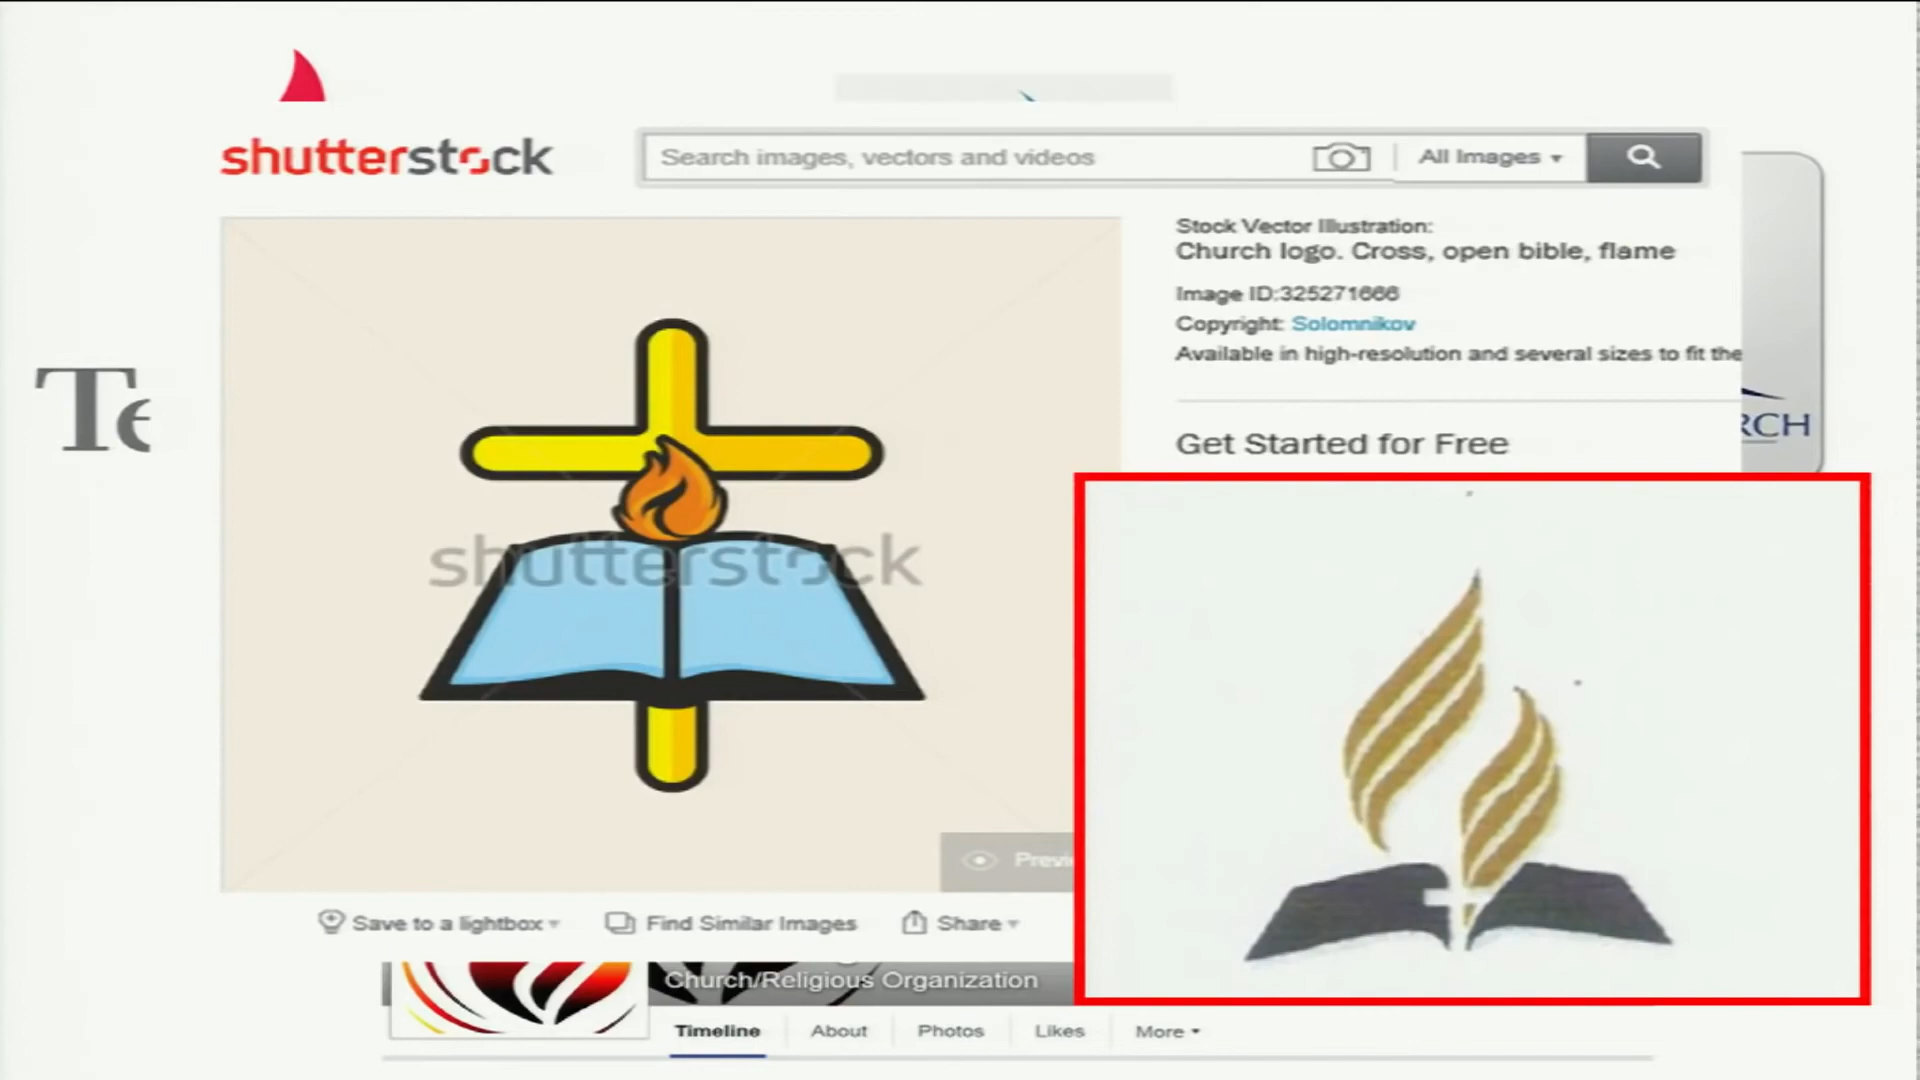 shutterstock
Search images, vectors and videos
All Images
Stock Vector Illustration:
Church logo. Cross, open bible, flame
Image ID:325271666
Copyright: Solomnikov
Available in high-resolution and several sizes to fit the
RCH
Te
Get Started for Free
shutterstock
Save to a lightbox
Find Similar Images
Share
Church/Religious Organization
Timeline
About
Photos
Likes
More